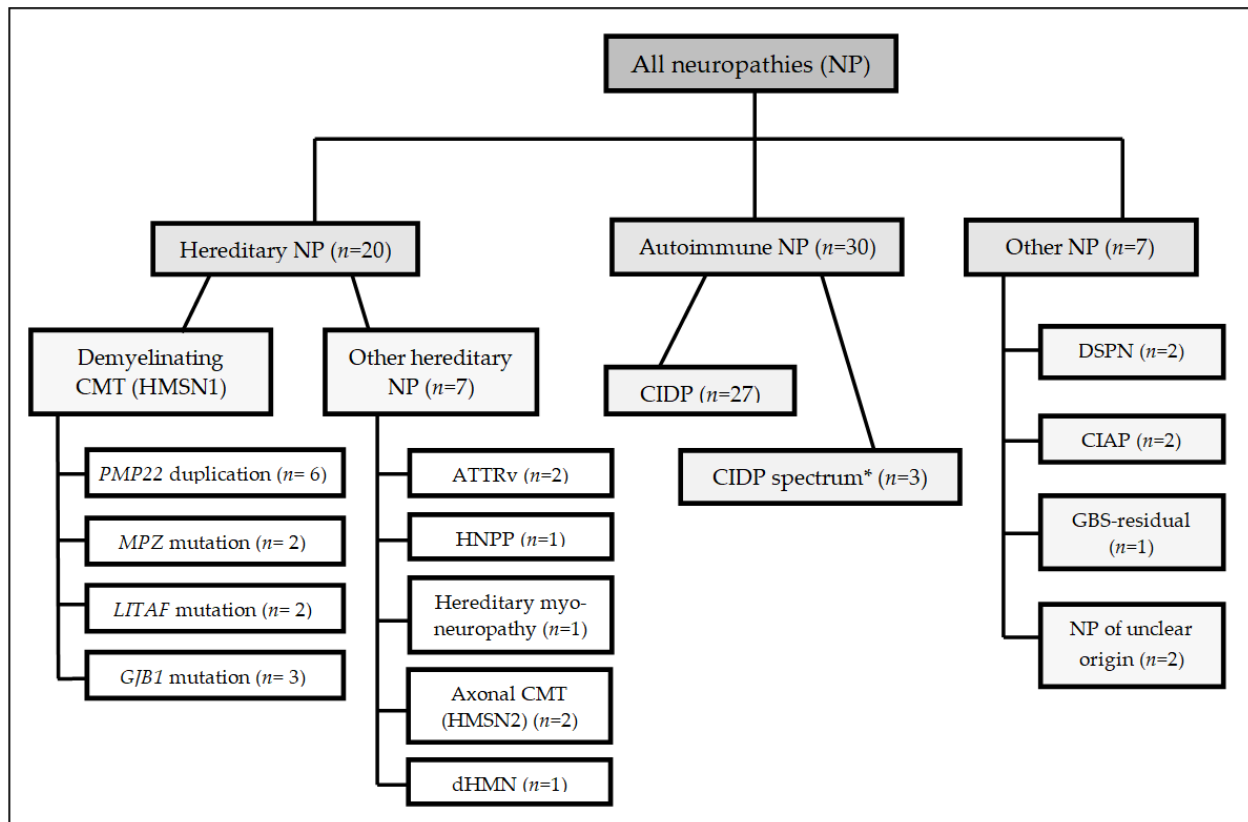 All neuropathies (NP)
Hereditary NP (n=20)
Autoimmune NP (n=30)
Other NP (n=7)
Demyelinating
CMT (HMSN1)
Other hereditary
NP (n=7)
PMP22 duplication (n= 6)
MPZ mutation (n= 2)
LITAF mutation (n= 2)
GJB1 mutation (n= 3)
ATTRv (n=2)
HNPP (n=1)
Hereditary myo-
neuropathy (n=1)
Axonal CMT
(HMSN2) (n=2)
dHMN (n=1)
CIDP (n=27)
CIDP spectrum* (n=3)
DSPN (n=2)
CIAP (n=2)
GBS-residual
(n=1)
NP of unclear
origin (n=2)